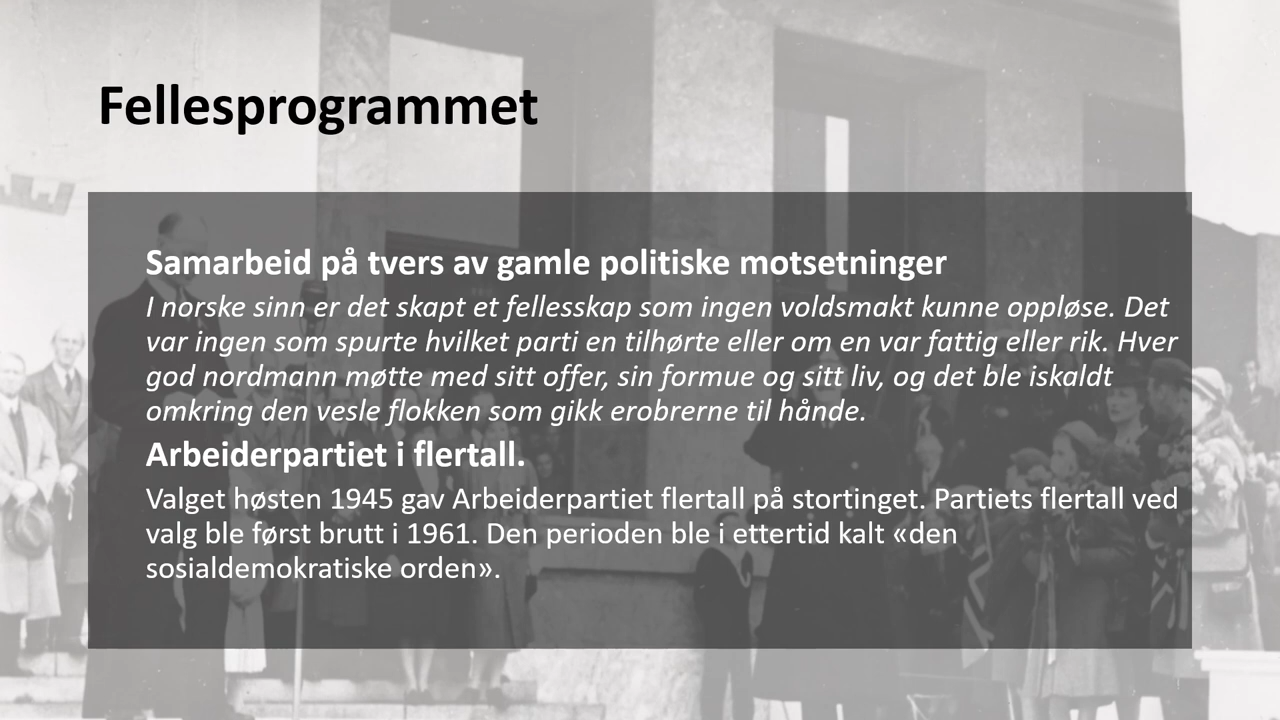 Fellesprogrammet
Samarbeid på tvers av gamle politiske motsetninger
I norske sinn er det skapt et fellesskap som ingen voldsmakt kunne oppløse. Det
var ingen som spurte hvilket parti en tilhørte eller om en var fattig eller rik. Hver
god nordmann møtte med sitt offer, sin formue og sitt liv, og det ble iskaldt
omkring den vesle flokken som gikk erobrerne til hånde.
Arbeiderpartiet i flertall.
Valget høsten 1945 gav Arbeiderpartiet flertall på stortinget. Partiets flertall ved
valg ble først brutt i 1961. Den perioden ble i ettertid kalt «den
sosialdemokratiske orden».